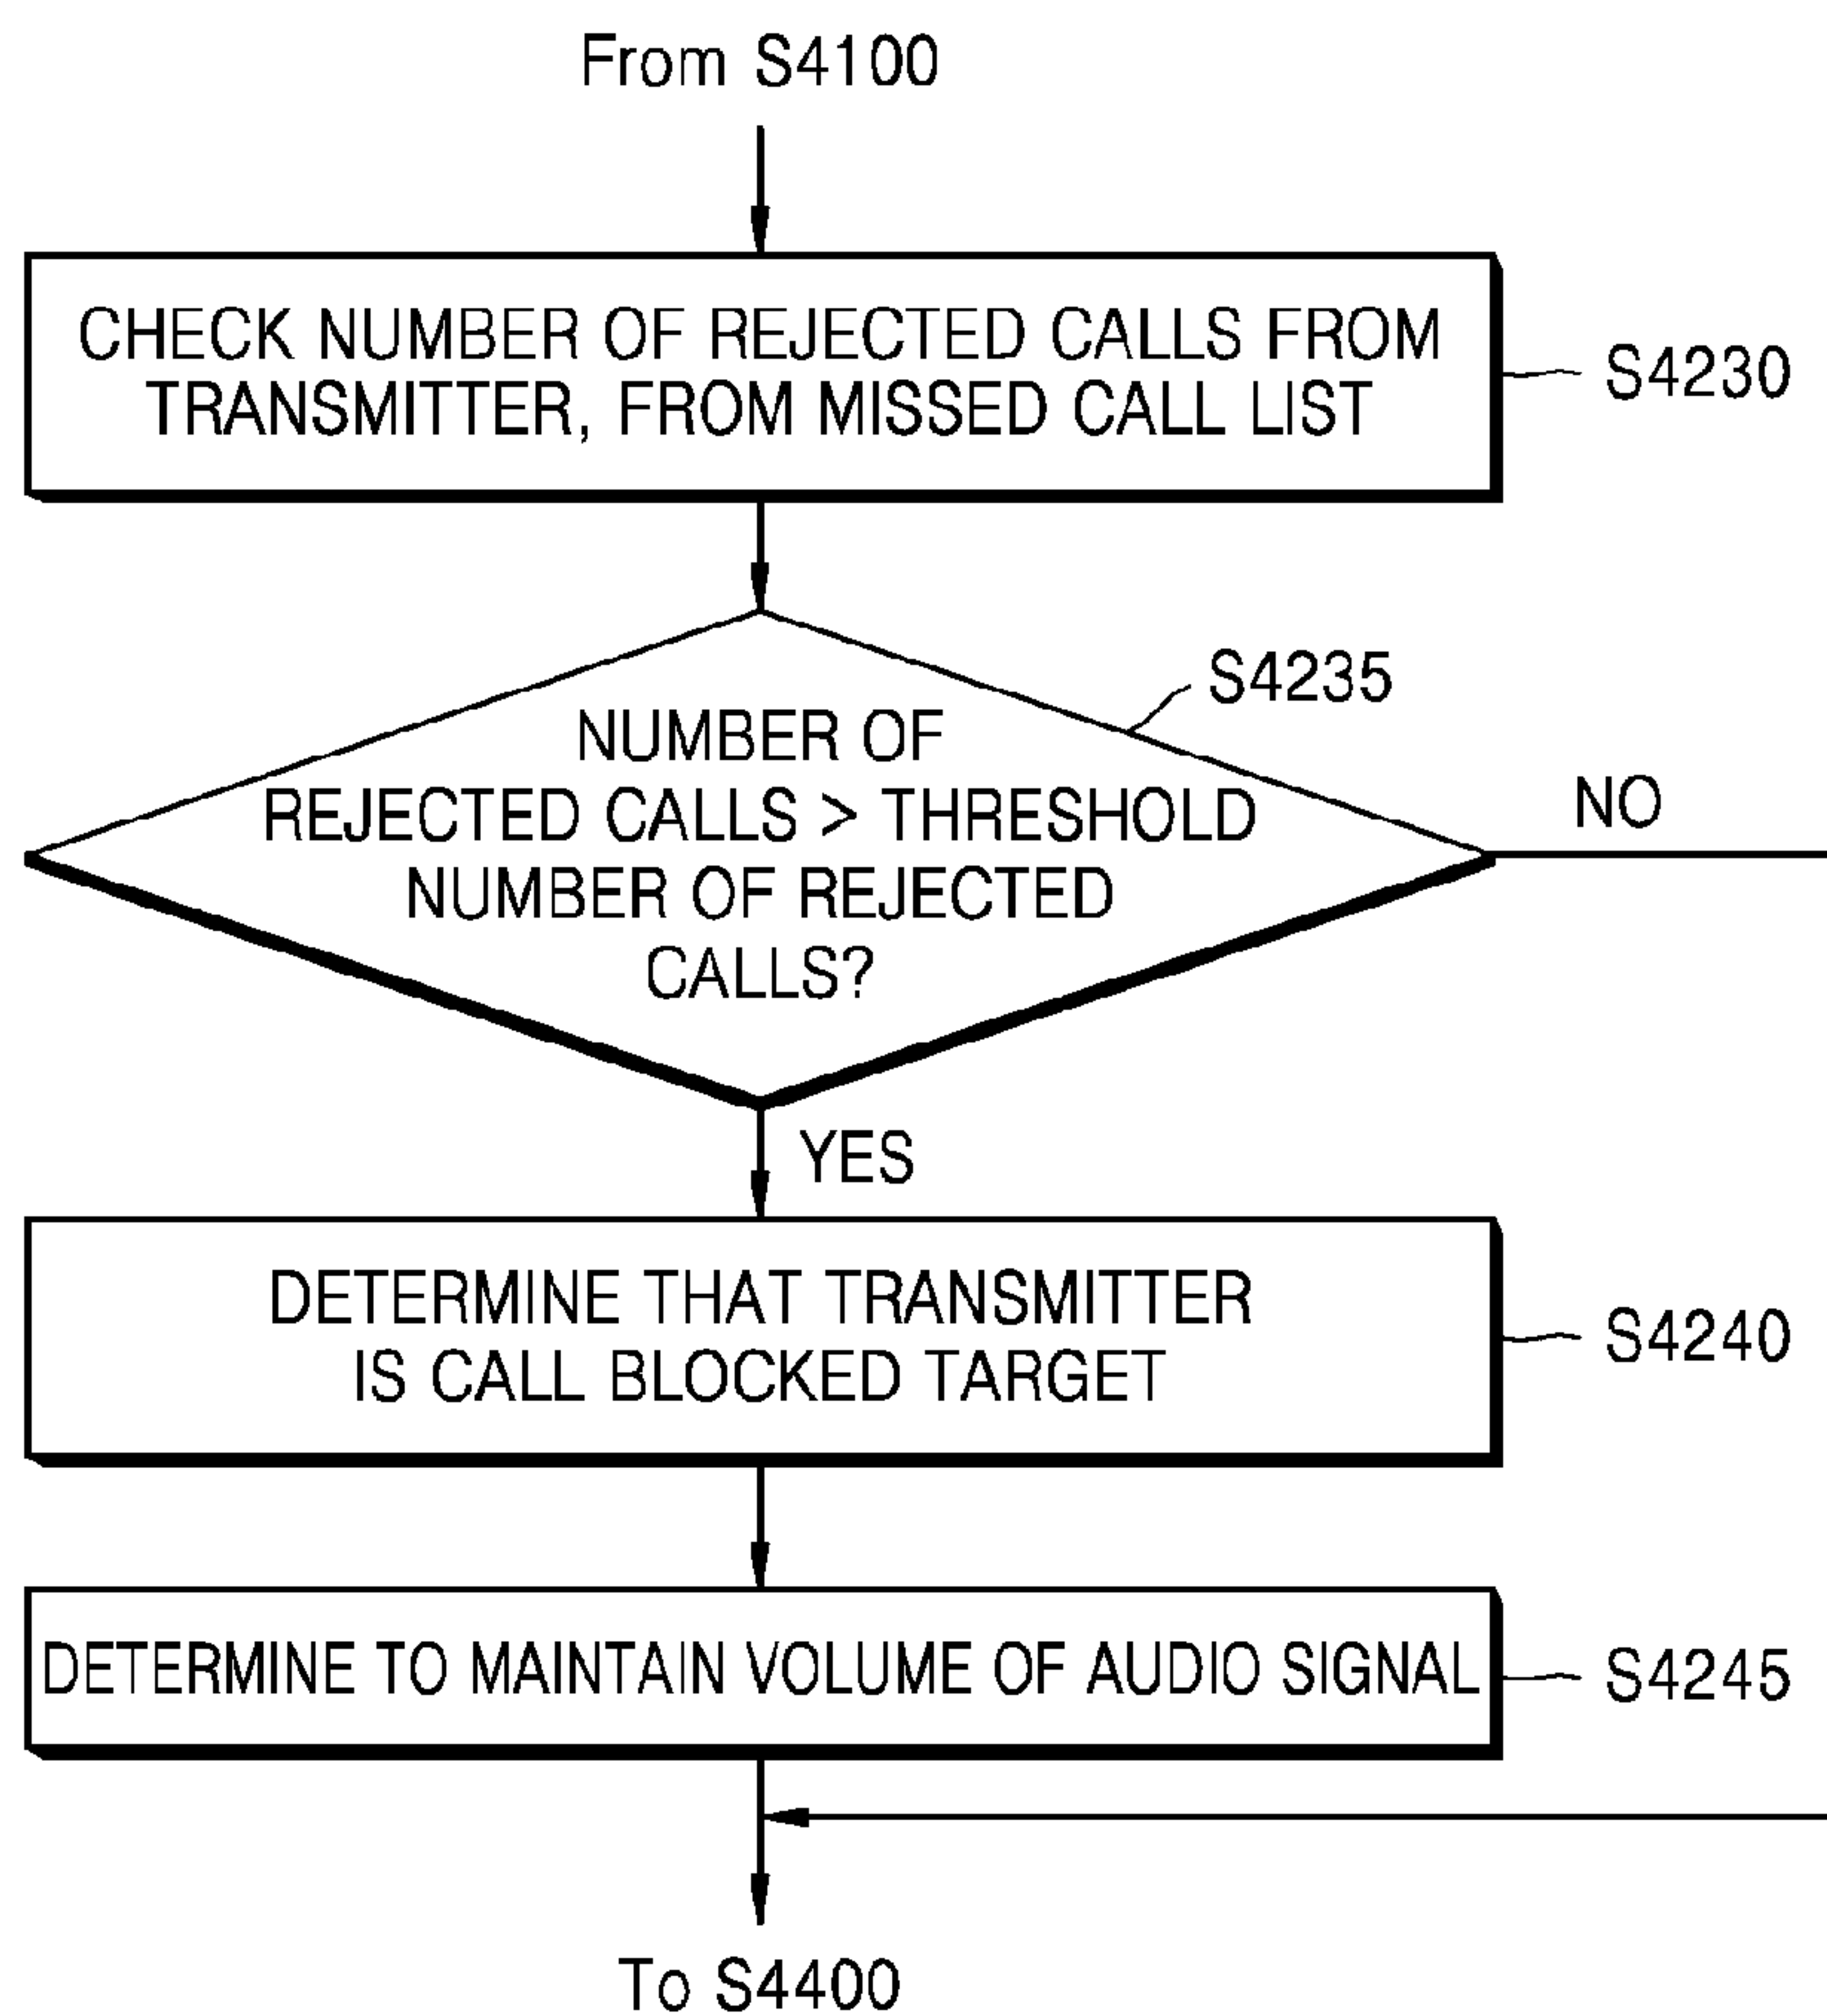 From S4100
CHECK NUMBER OF REJECTED CALLS FROM
TRANSMITTER, FROM MISSED CALL LIST
S4230
S4235
NUMBER OF
REJECTED CALLS > THRESHOLD
NUMBER OF REJECTED
CALLS?
NO
YES
DETERMINE THAT TRANSMITTER
IS CALL BLOCKED TARGET
S4240
DETERMINE TO MAINTAIN VOLUME OF AUDIO SIGNAL
S4245
To S4400